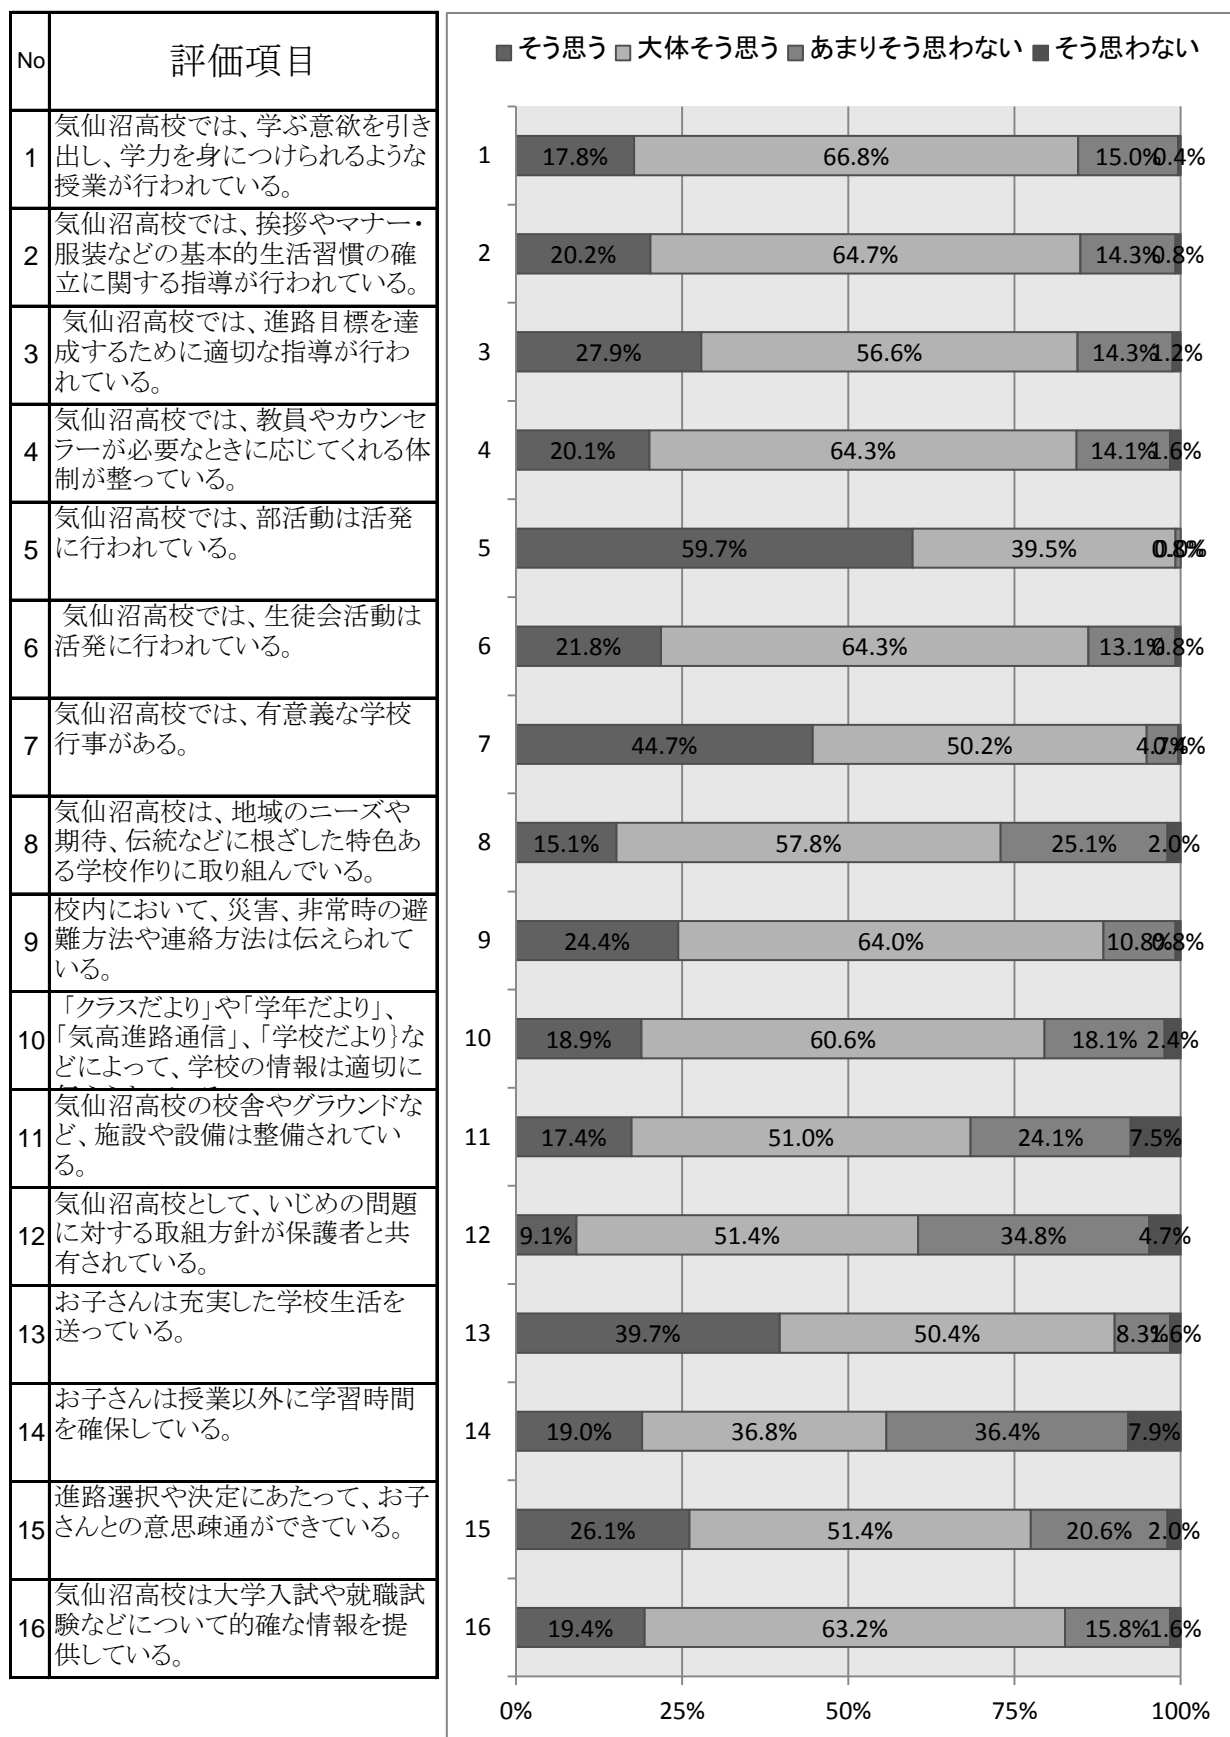 No
評価項目
1
気仙沼高校では、学ぶ意欲を引き
出し、学力を身につけられるような
授業が行われている。
2
気仙沼高校では、挨拶やマナー・
服装などの基本的生活習慣の確
立に関する指導が行われている。
3
気仙沼高校では、進路目標を達
成するために適切な指導が行わ
れている。
4
気仙沼高校では、教員やカウンセ
ラーが必要なときに応じてくれる体
制が整っている。
5
気仙沼高校では、部活動は活発
に行われている。
6
気仙沼高校では、生徒会活動は
活発に行われている。
7
気仙沼高校では、有意義な学校
行事がある。
8
気仙沼高校は、地域のニーズや
期待、伝統などに根ざした特色あ
る学校作りに取り組んでいる。
9
校内において、災害、非常時の避
難方法や連絡方法は伝えられて
いる。
10
「クラスだより」や「学年だより」、
「気高進路通信」、「学校だより}な
どによって、学校の情報は適切に
11
気仙沼高校の校舎やグラウンドな
ど、施設や設備は整備されてい
る。
12
気仙沼高校として、いじめの問題
に対する取組方針が保護者と共
有されている。
13
お子さんは充実した学校生活を
送っている。
14
お子さんは授業以外に学習時間
を確保している。
15
進路選択や決定にあたって、お子
さんとの意思疎通ができている。
16
気仙沼高校は大学入試や就職試
験などについて的確な情報を提
供している。
そう思う 大体そう思う あまりそう思わない そう思わない
1 17.8% 66.8% 15.0% 0.4%
2 20.2% 64.7% 14.3% 0.8%
3 27.9% 56.6% 14.3% 1.2%
4 20.1% 64.3% 14.1% 1.6%
5 59.7% 39.5% 0.8% 0.0%
6 21.8% 64.3% 13.1% 0.8%
7 44.7% 50.2% 4.7% 0.4%
8 15.1% 57.8% 25.1% 2.0%
9 24.4% 64.0% 10.8% 0.8%
10 18.9% 60.6% 18.1% 2.4%
11 17.4% 51.0% 24.1% 7.5%
12 9.1% 51.4% 34.8% 4.7%
13 39.7% 50.4% 8.3% 1.6%
14 19.0% 36.8% 36.4% 7.9%
15 26.1% 51.4% 20.6% 2.0%
16 19.4% 63.2% 15.8% 1.6%
0% 25% 50% 75% 100%